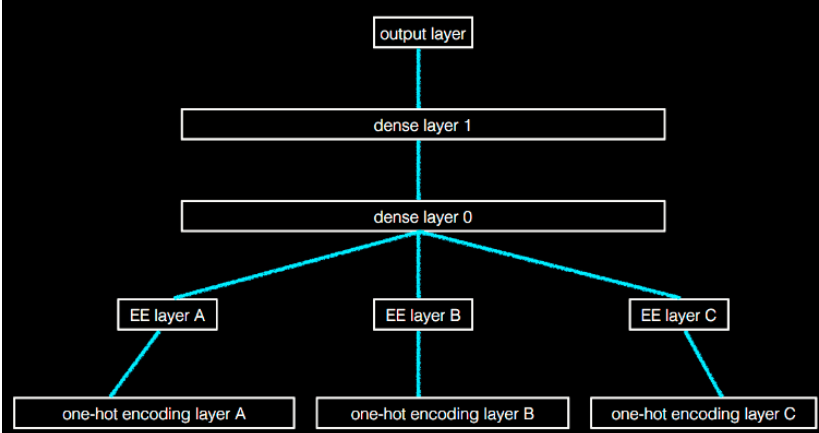 output layer
dense layer 1
dense layer 0
EE layer A
EE layer B
EE layer C
one-hot encoding layer A
one-hot encoding layer B
one-hot encoding layer C